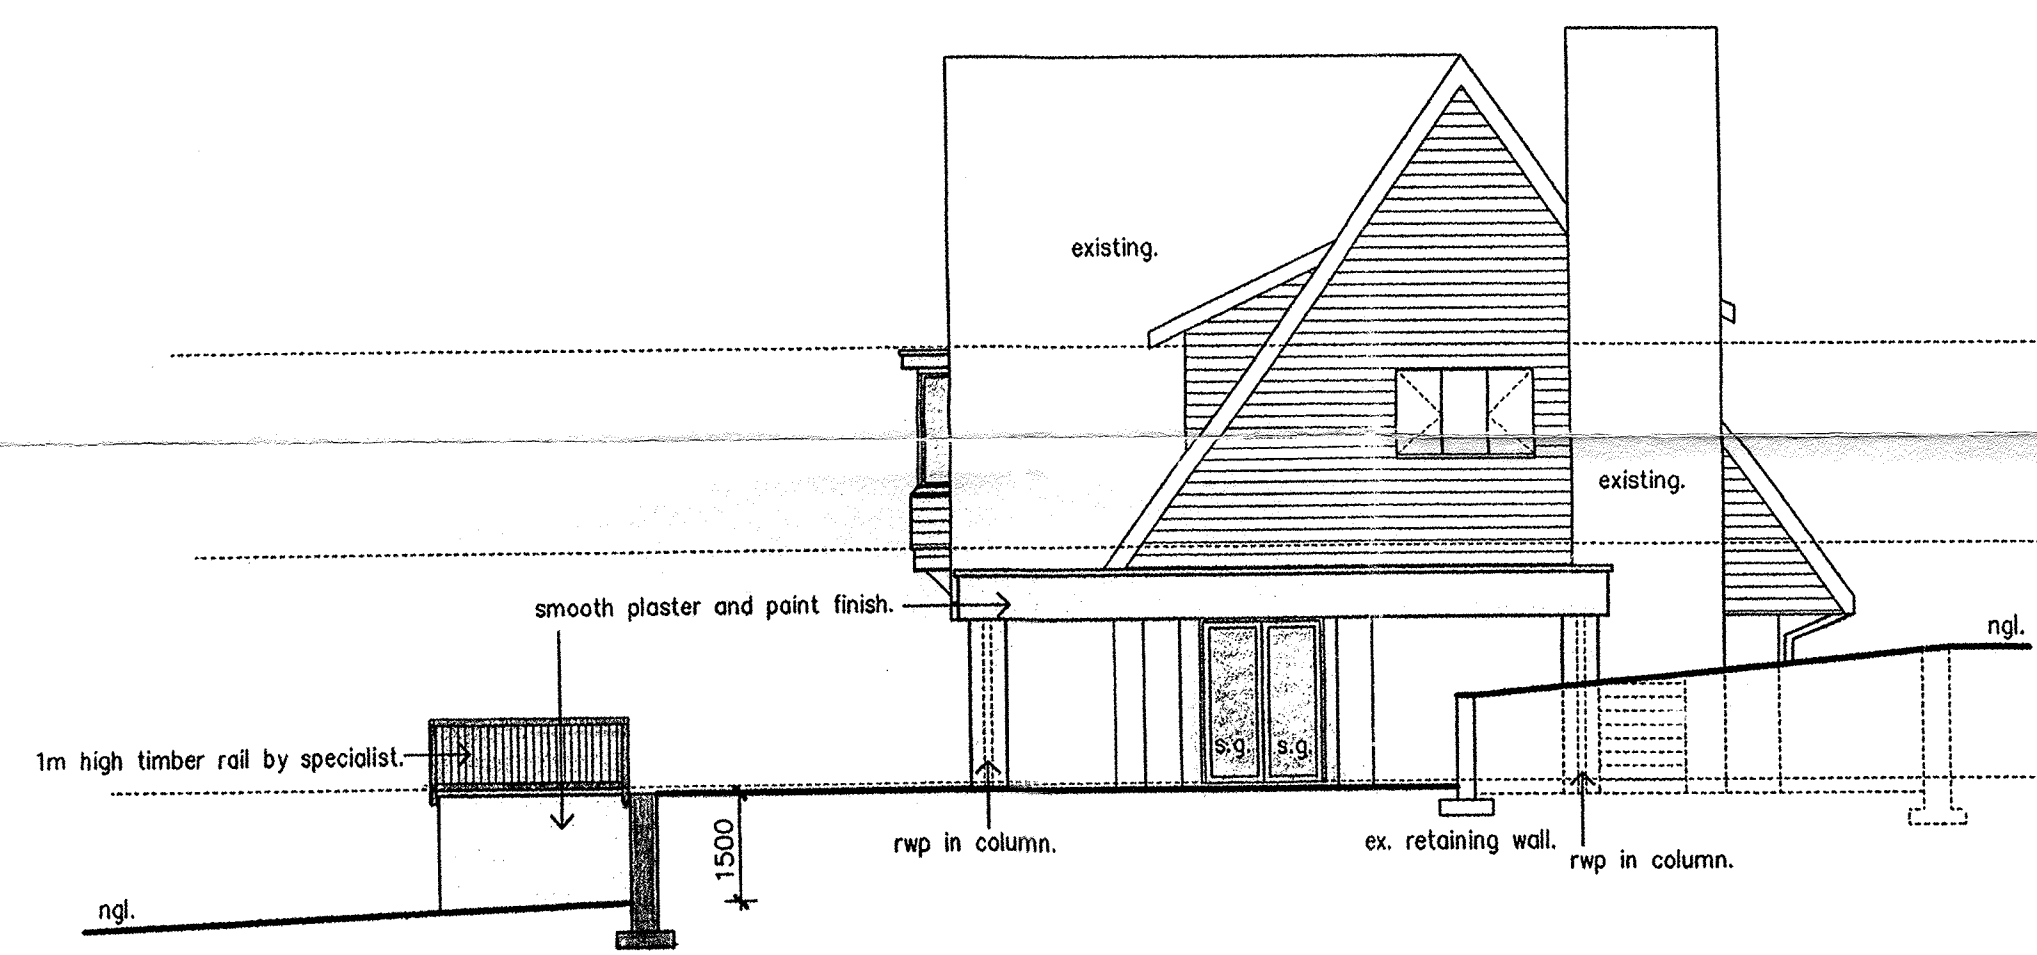 existing.
existing.
smooth plaster and paint finish.
ngl.
1m high timber rail by specialist.
s.g. s.g.
1500
rwp in column.
ex. retaining wall.
rwp in column.
ngl.